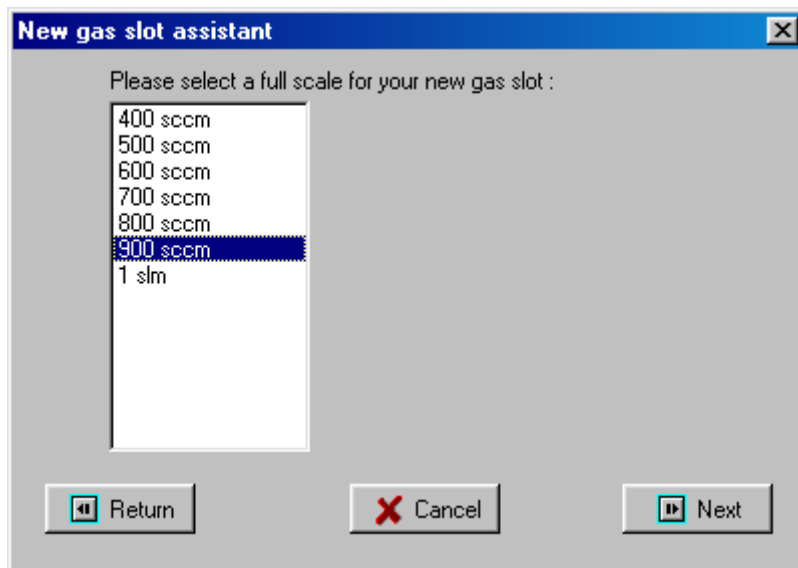 New gas slot assistant
Please select a full scale for your new gas slot :
400 sccm
500 sccm
600 sccm
700 sccm
800 sccm
900 sccm
1 slm
Return
Cancel
Next